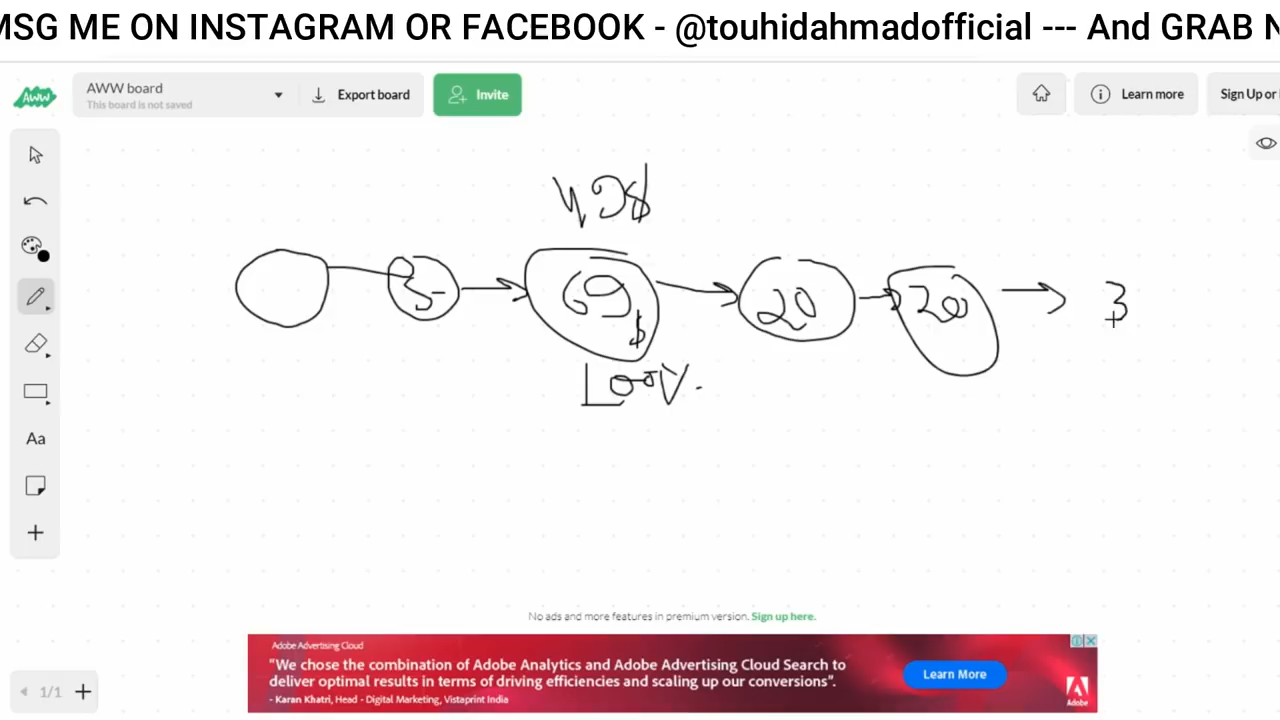 MSG ME ON INSTAGRAM OR FACEBOOK - @touhidahmadofficial --- And GRAB N
AWW
AWW board
This board is not saved
Export board
Invite
Learn more
Sign Up or
5
69
$
20
20
3
Aa
1/1
No ads and more features in premium version. Sign up here.
Adobe Advertising Cloud
"We chose the combination of Adobe Analytics and Adobe Advertising Cloud Search to
deliver optimal results in terms of driving efficiencies and scaling up our conversions”.
- Karan Khatri, Head - Digital Marketing, Vistaprint India
Learn More
Adobe